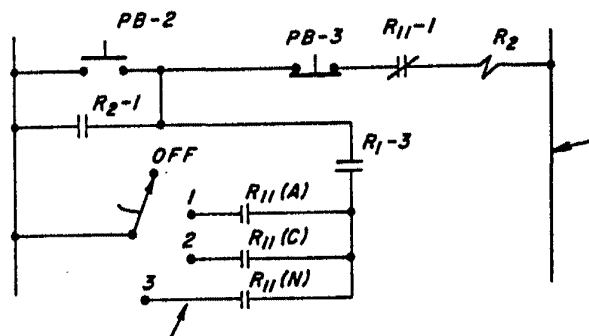 PB-2
PB-3
R11-1
R2
R2-1
OFF
R1-3
1
R11(A)
2
R11(C)
3
R11(N)